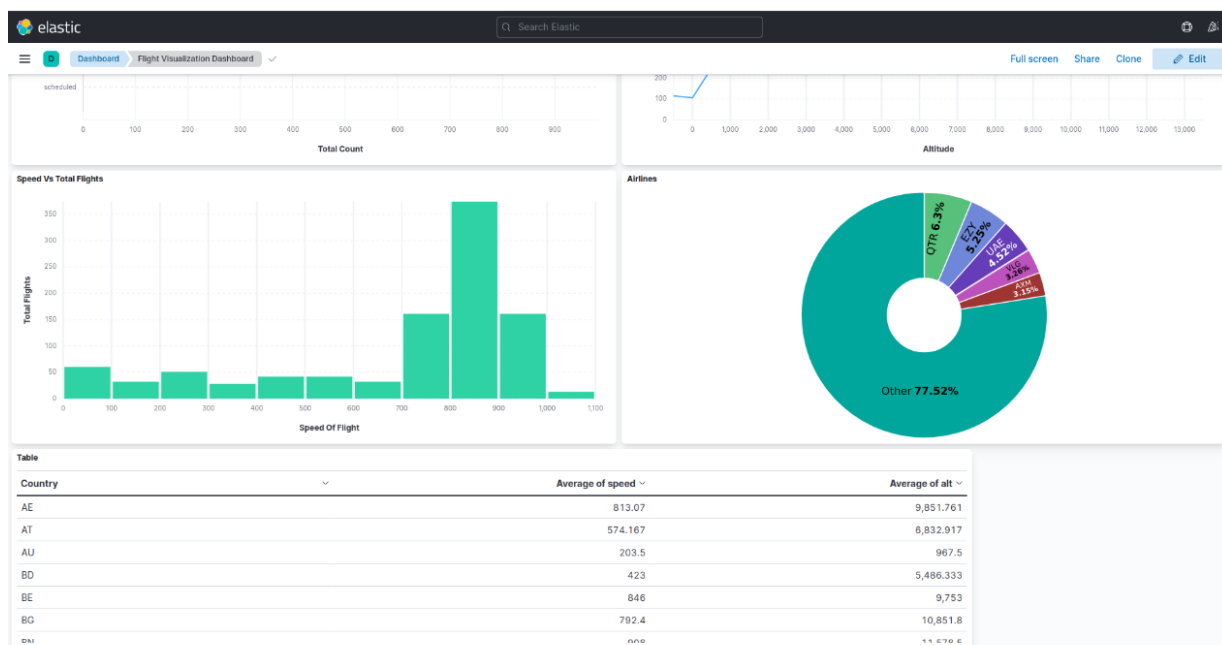 elastic
Search Elastic
D
Dashboard
Flight Visualization Dashboard
Full screen
Share
Clone
Edit
scheduled
0 100 200 300 400 500 600 700 800 900
Total Count
200
100
0
0 1,000 2,000 3,000 4,000 5,000 6,000 7,000 8,000 9,000 10,000 11,000 12,000 13,000
Altitude
Speed Vs Total Flights
350
300
250
200
150
100
50
0
Total Flights
0 100 200 300 400 500 600 700 800 900 1,000 1,100
Speed Of Flight
Airlines
QTR 6.3%
EZY
5.25%
UAE
4.52%
VLG
3.26%
AXM
3.15%
Other 77.52%
Table
Country Average of speed Average of alt
AE 813.07 9,851.761
AT 574.167 6,832.917
AU 203.5 967.5
BD 423 5,486.333
BE 846 9,753
BG 792.4 10,851.8
BN 908 11,578.5